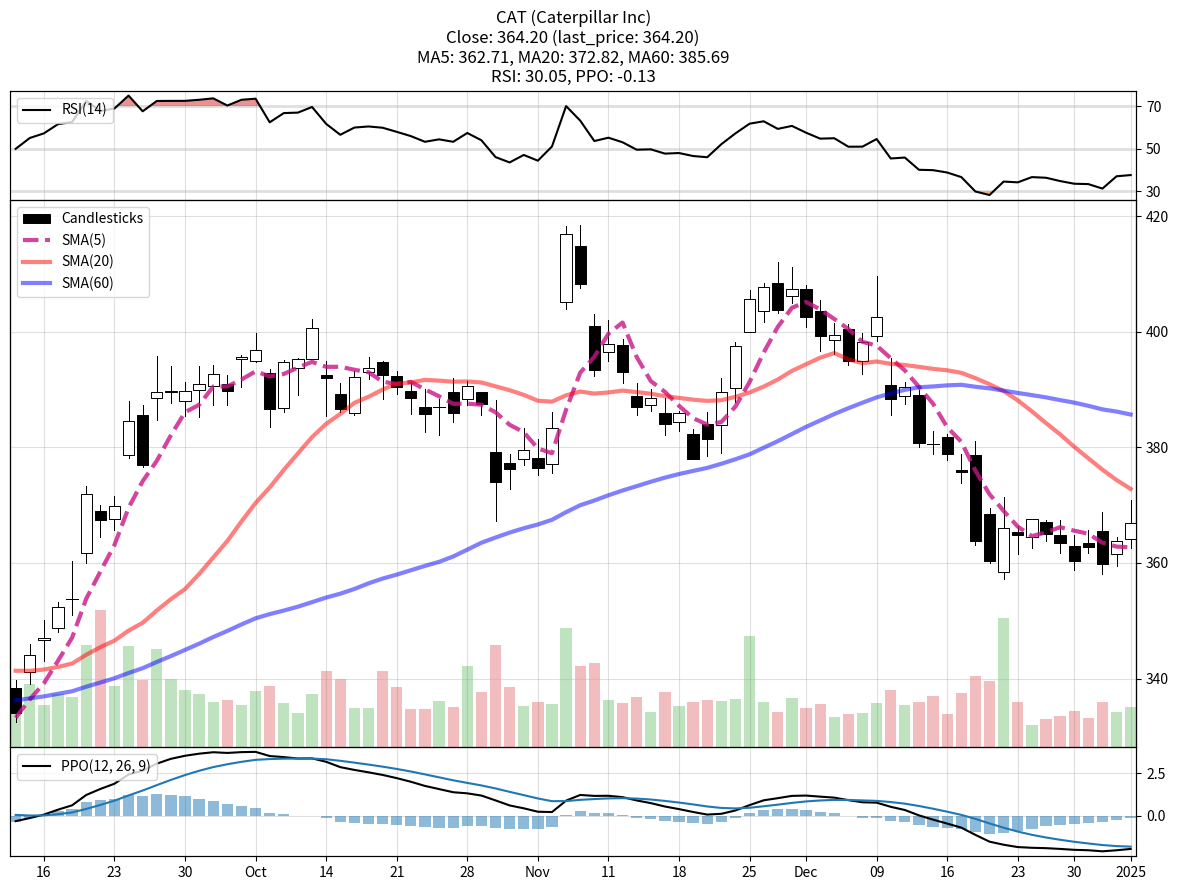 CAT (Caterpillar Inc)
Close: 364.20 (last_price: 364.20)
MA5: 362.71, MA20: 372.82, MA60: 385.69
RSI: 30.05, PPO: -0.13
RSI(14)
70
50
30
Candlesticks
SMA(5)
SMA(20)
SMA(60)
420
400
380
360
340
PPO(12, 26, 9)
2.5
0.0
16 23 30 Oct 14 21 28 Nov 11 18 25 Dec 09 16 23 30 2025